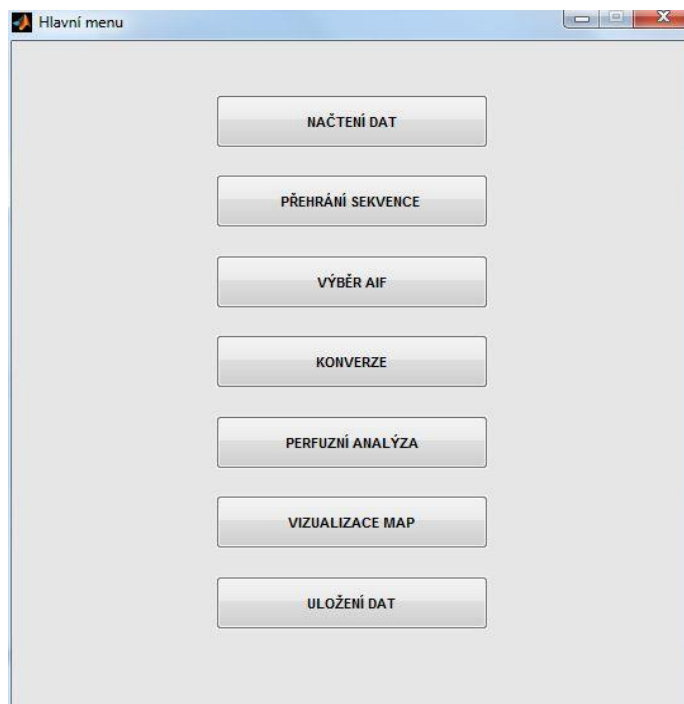 Hlavní menu
NAČTENÍ DAT
PŘEHRÁNÍ SEKVENCE
VÝBĚR AIF
KONVERZE
PERFUZNÍ ANALÝZA
VIZUALIZACE MAP
ULOŽENÍ DAT